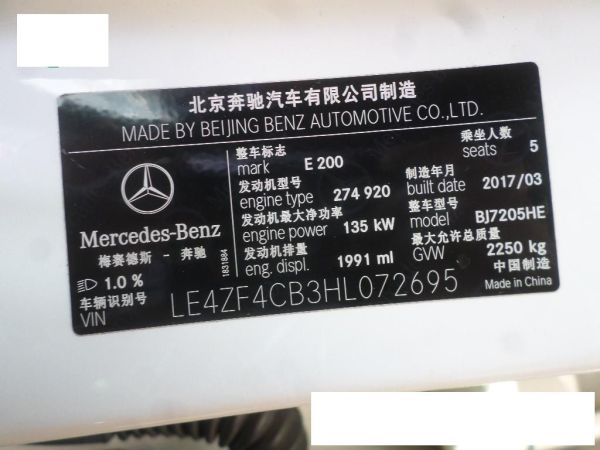 北京奔驰汽车有限公司制造
MADE BY BEIJING BENZ AUTOMOTIVE CO.,LTD.
整车标志
mark E 200
乘坐人数
seats 5
发动机型号
engine type 274 920
制造年月
built date 2017/03
发动机最大净功率
engine power 135 kW
整车型号
model BJ7205HE
发动机排量
eng. displ. 1991 ml
最大允许总质量
GVW 2250 kg
Mercedes-Benz
梅赛德斯 - 奔驰
1831884
1.0 %
中国制造
Made in China
车辆识别号
VIN LE4ZF4CB3HL072695